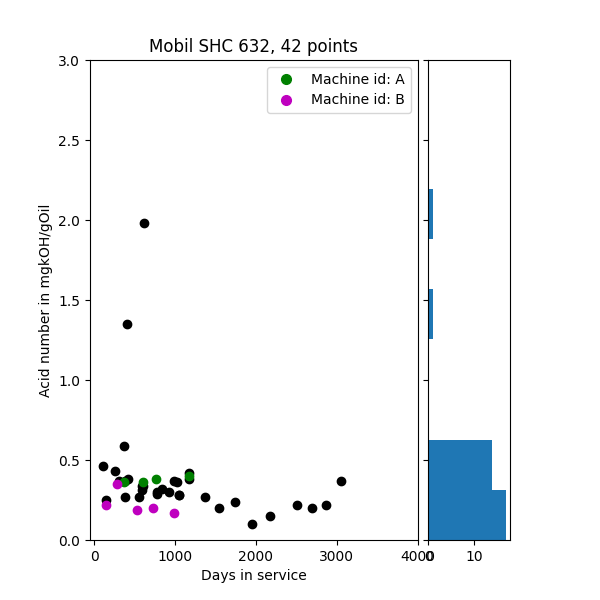 Mobil SHC 632, 42 points
Machine id: A
Machine id: B
3.0
2.5
2.0
1.5
1.0
0.5
0.0
Acid number in mgkOH/gOil
0 1000 2000 3000 4000
0 10
Days in service